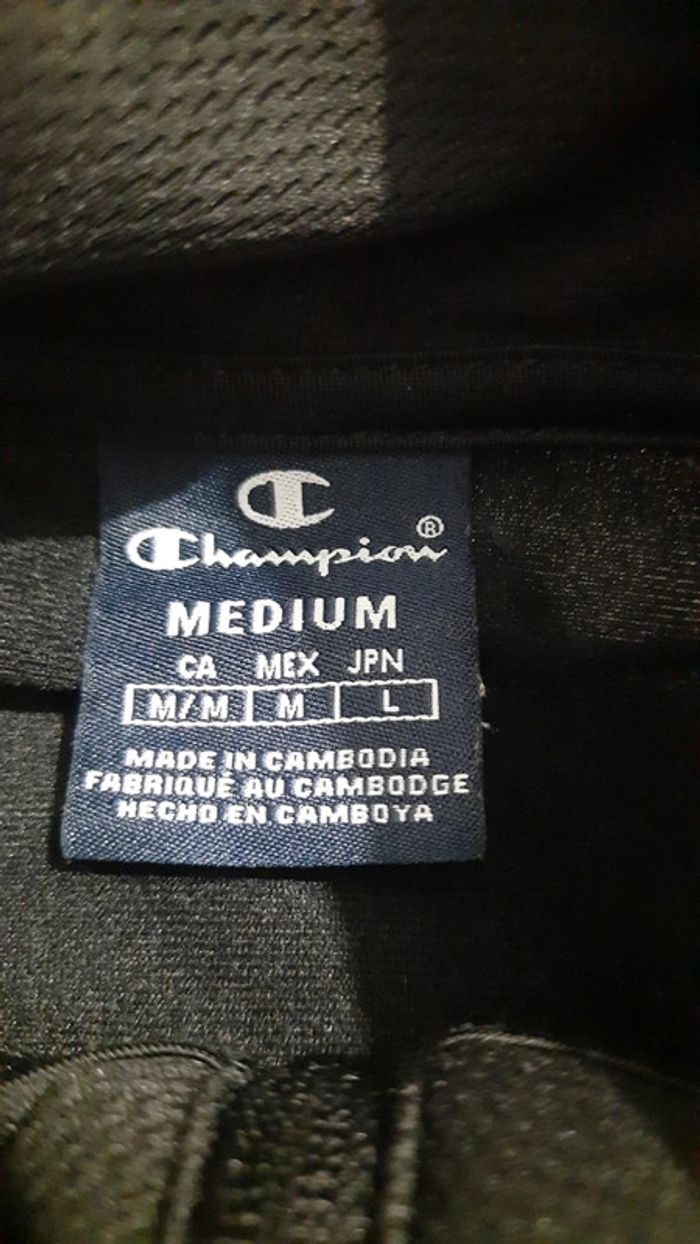 Champion®
MEDIUM
CA MEX JPN
M/M M L
MADE IN CAMBODIA
FABRIQUÉ AU CAMBODGE
HECHO EN CAMBOYA